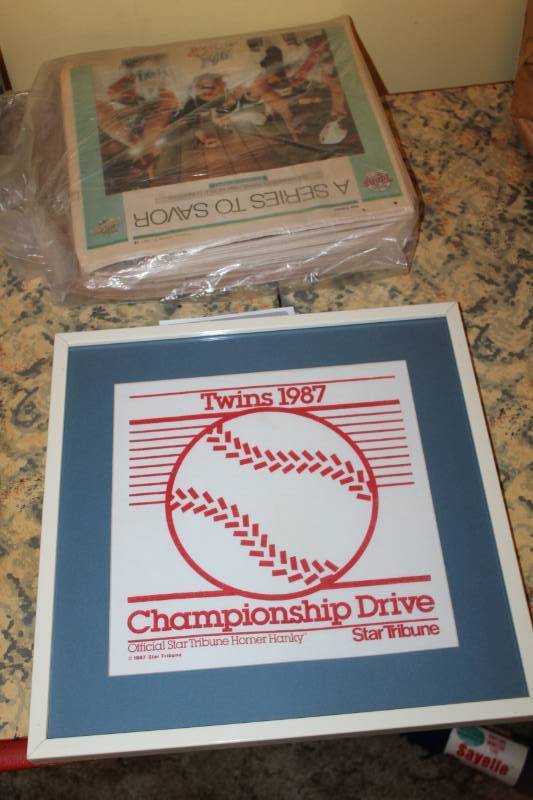 A SERIES TO SAVOR
Twins 1987
Championship Drive
Official Star Tribune Homer Hanky
Star Tribune
© 1987 Star Tribune
Sayelle